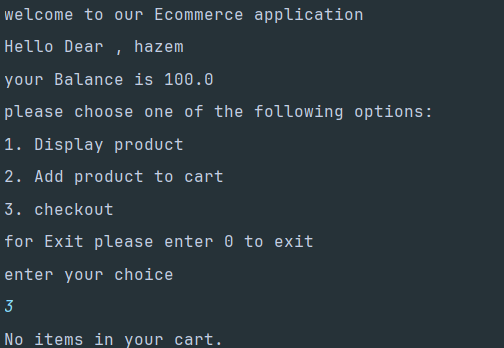 welcome to our Ecommerce application
Hello Dear , hazem
your Balance is 100.0
please choose one of the following options:
1. Display product
2. Add product to cart
3. checkout
for Exit please enter 0 to exit
enter your choice
3
No items in your cart.